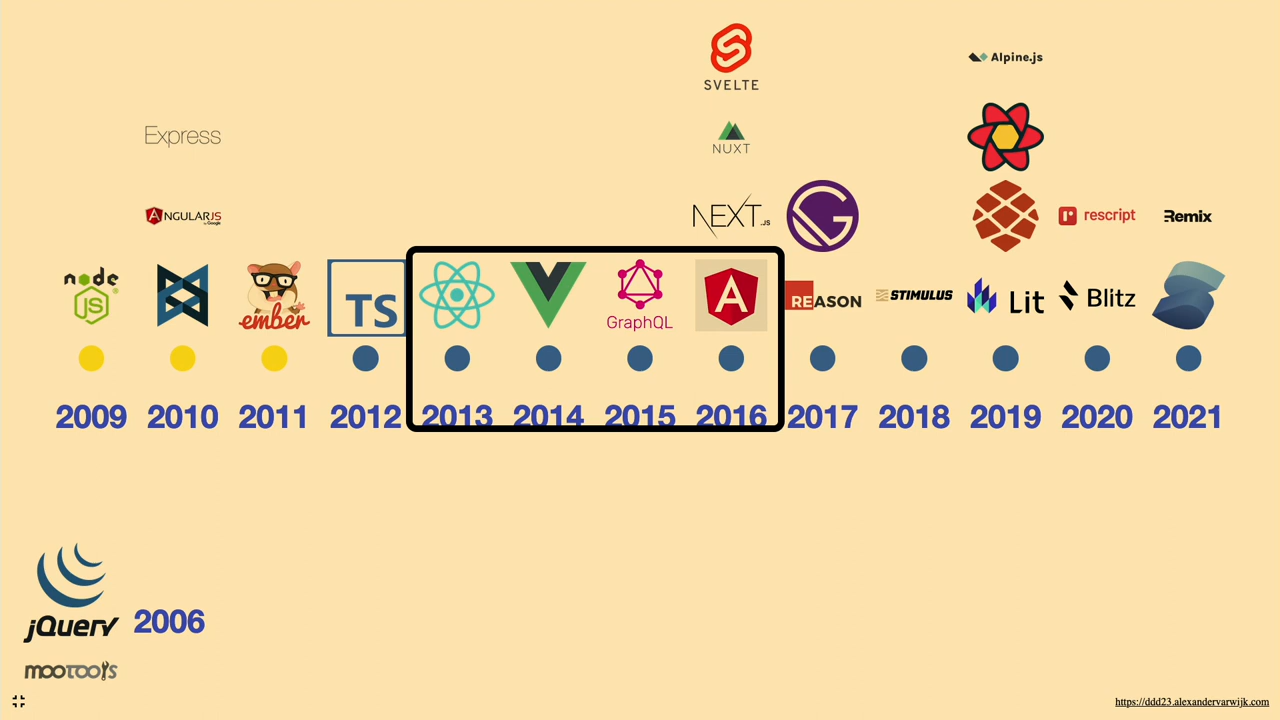 SVELTE
Alpine.js
Express
NUXT
ANGULARJS
by Google
NEXT.JS
G
rescript
r
Remix
node
JS
ember
TS
GraphQL
A
REASON
STIMULUS
Lit
Blitz
2009
2010
2011
2012
2013
2014
2015
2016
2017
2018
2019
2020
2021
jQuery
2006
mootools
https://ddd23.alexandervarwijk.com